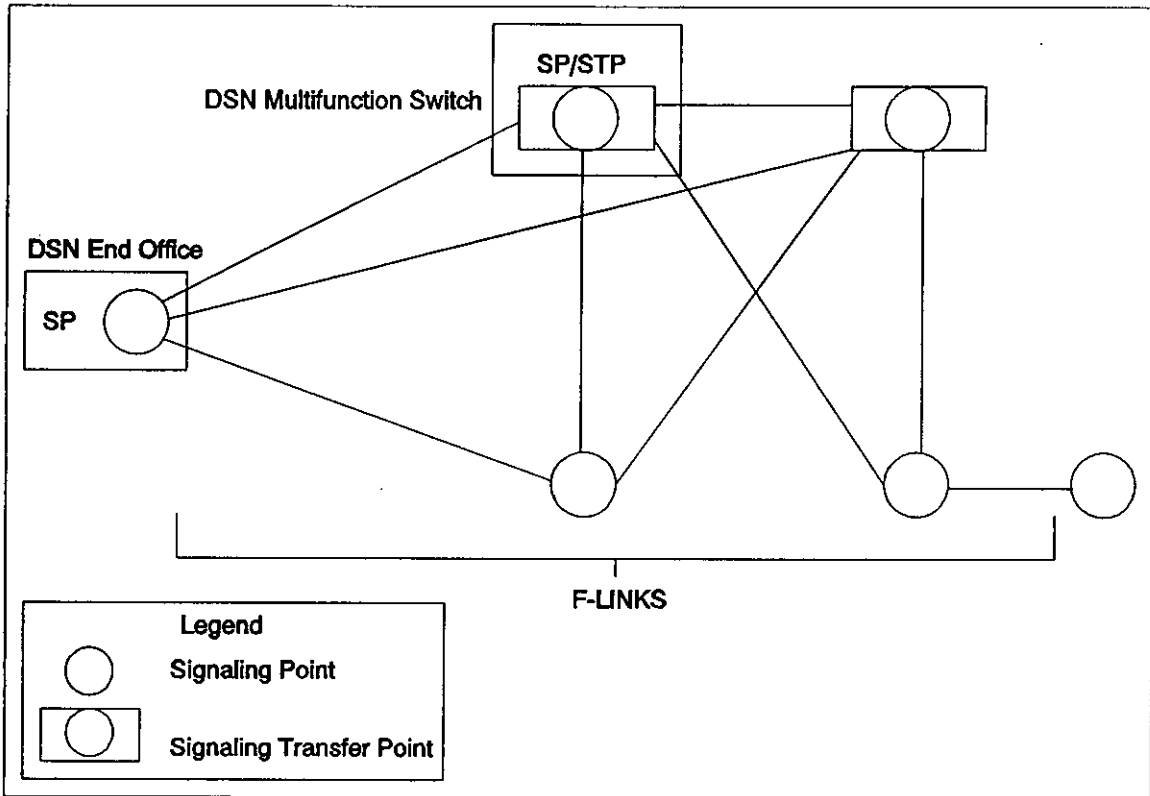 SP/STP
DSN Multifunction Switch
DSN End Office
SP
F-LINKS
Legend
Signaling Point
Signaling Transfer Point